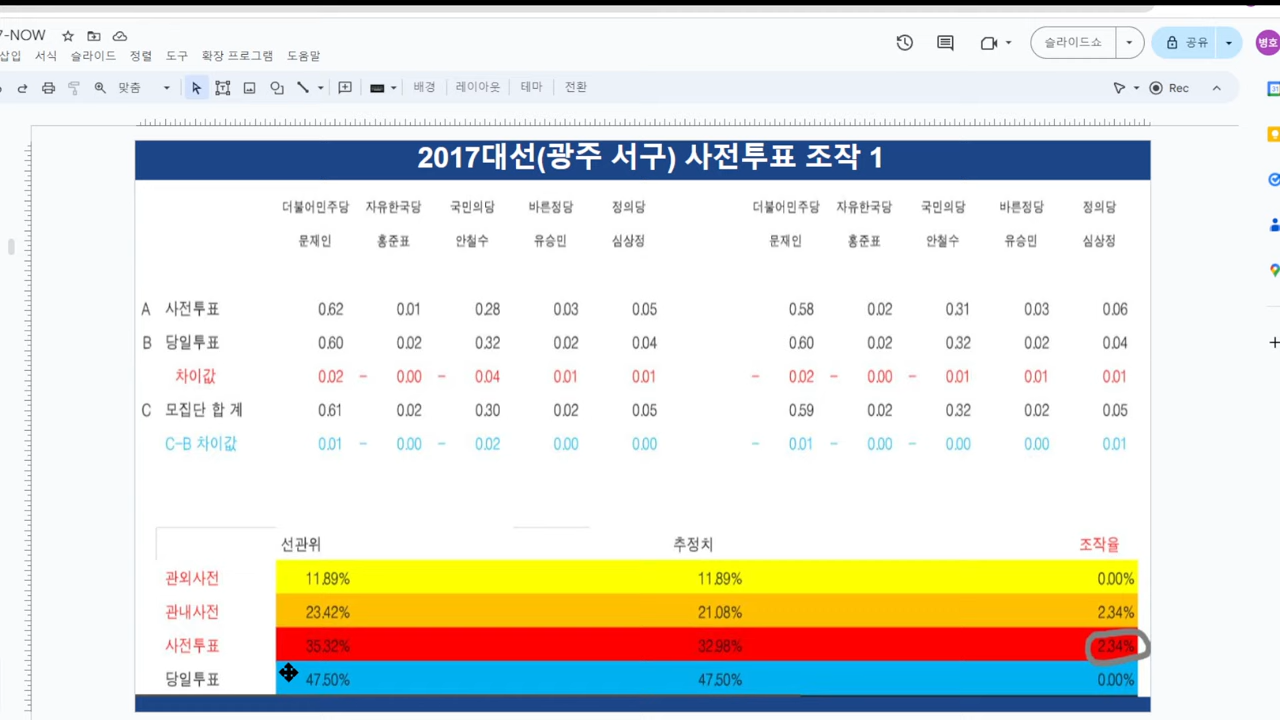 7-NOW
삽입 서식 슬라이드 정렬 도구 확장 프로그램 도움말
슬라이드쇼 공유 병호
맞춤 배경 레이아웃 테마 전환 Rec
31
2017대선(광주 서구) 사전투표 조작 1
더불어민주당 자유한국당 국민의당 바른정당 정의당 더불어민주당 자유한국당 국민의당 바른정당 정의당
문재인 홍준표 안철수 유승민 심상정 문재인 홍준표 안철수 유승민 심상정
A 사전투표 0.62 0.01 0.28 0.03 0.05 0.58 0.02 0.31 0.03 0.06
B 당일투표 0.60 0.02 0.32 0.02 0.04 0.60 0.02 0.32 0.02 0.04
차이값 0.02 - 0.00 - 0.04 0.01 0.01 - 0.02 - 0.00 - 0.01 0.01 0.01
C 모집단 합 계 0.61 0.02 0.30 0.02 0.05 0.59 0.02 0.32 0.02 0.05
C-B 차이값 0.01 - 0.00 - 0.02 0.00 0.00 - 0.01 - 0.00 - 0.00 0.00 0.01
선관위 추정치 조작율
관외사전 11.89% 11.89% 0.00%
관내사전 23.42% 21.08% 2.34%
사전투표 35.32% 32.98% 2.34%
당일투표 47.50% 47.50% 0.00%